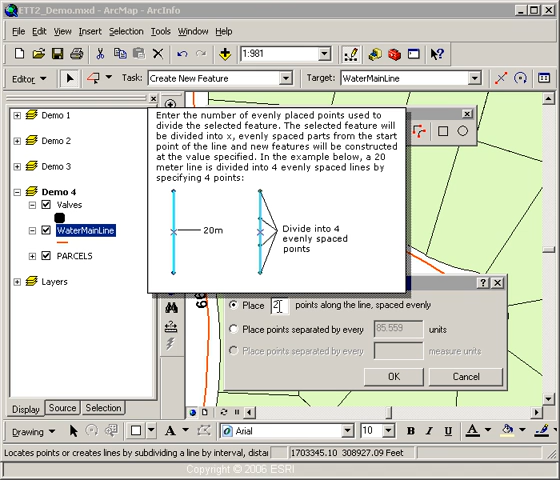 ETT2_Demo.mxd - ArcMap - ArcInfo
File Edit View Insert Selection Tools Window Help
1:981
Editor Task: Create New Feature Target: WaterMainLine
Demo 1
Demo 2
Demo 3
Demo 4
Valves
WaterMainLine
PARCELS
Layers
Enter the number of evenly placed points used to
divide the selected feature. The selected feature will
be divided into x, evenly spaced parts from the start
point of the line and new features will be constructed
at the value specified. In the example below, a 20
meter line is divided into 4 evenly spaced lines by
specifying 4 points:
20m
Divide into 4
evenly spaced
points
Place 2 points along the line, spaced evenly
Place points separated by every 85.559 units
Place points separated by every measure units
OK Cancel
Display Source Selection
Drawing A Arial 10 B I U A
Locates points or creates lines by subdividing a line by interval, dista
1703345.10 308927.09 Feet
Copyright © 2006 ESRI